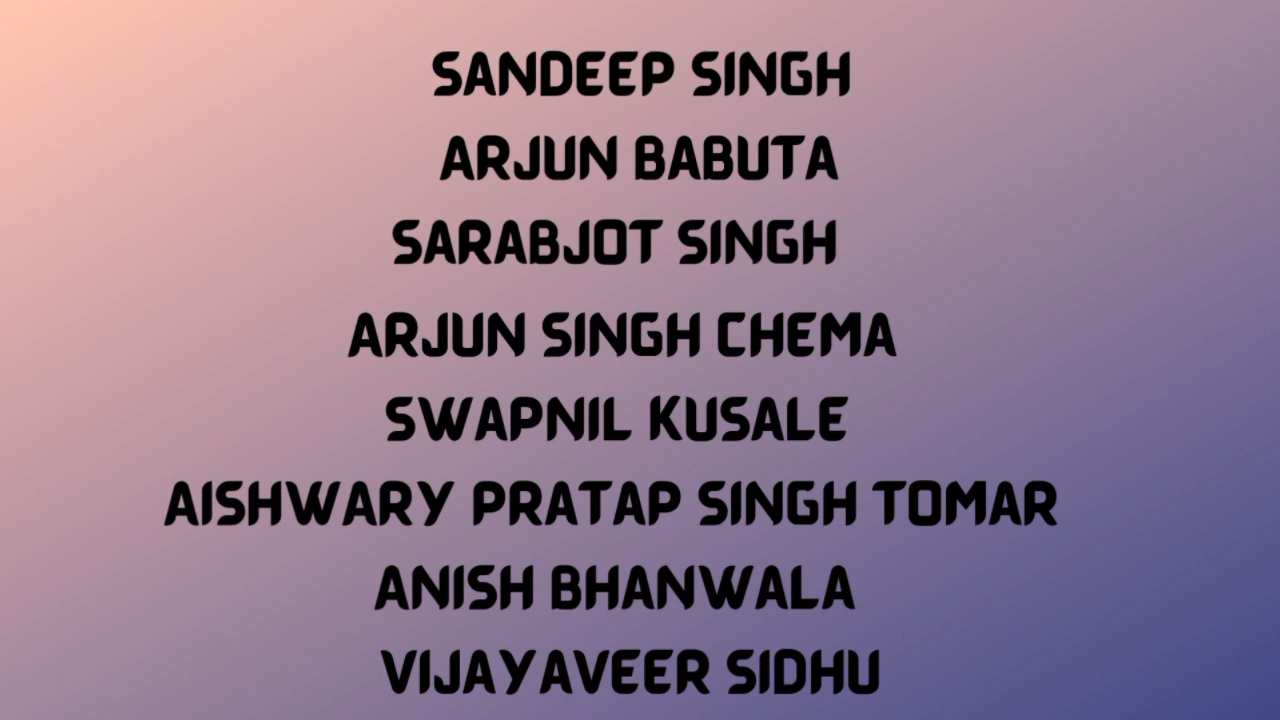 SANDEEP SINGH
ARJUN BABUTA
SARABJOT SINGH
ARJUN SINGH CHEMA
SWAPNIL KUSALE
AISHWARY PRATAP SINGH TOMAR
ANISH BHANWALA
VIJAYAVEER SIDHU